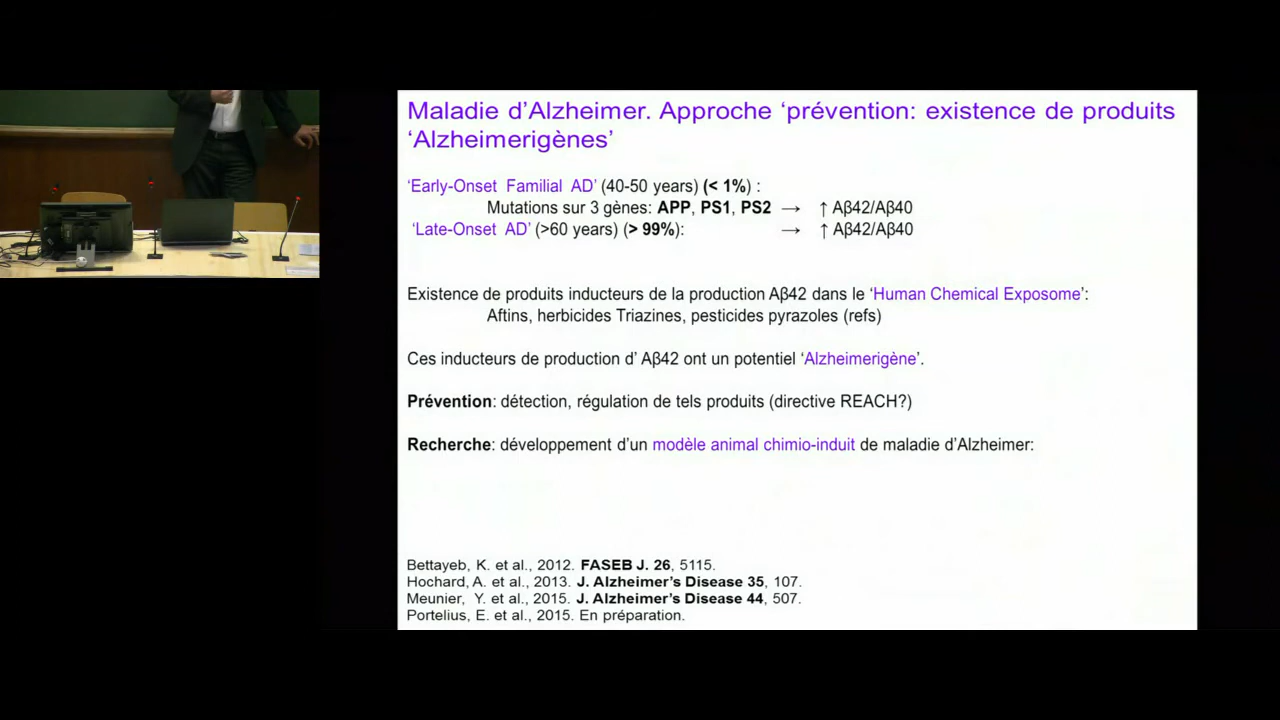 Maladie d'Alzheimer. Approche 'prévention: existence de produits
'Alzheimerigènes'
'Early-Onset Familial AD' (40-50 years) (< 1%) :
Mutations sur 3 gènes: APP, PS1, PS2 → ↑ Aβ42/Aβ40
'Late-Onset AD' (>60 years) (> 99%): → ↑ Aβ42/Aβ40
Existence de produits inducteurs de la production Aβ42 dans le 'Human Chemical Exposome':
Aftins, herbicides Triazines, pesticides pyrazoles (refs)
Ces inducteurs de production d' Aβ42 ont un potentiel 'Alzheimerigène'.
Prévention: détection, régulation de tels produits (directive REACH?)
Recherche: développement d'un modèle animal chimio-induit de maladie d'Alzheimer:
Bettayeb, K. et al., 2012. FASEB J. 26, 5115.
Hochard, A. et al., 2013. J. Alzheimer's Disease 35, 107.
Meunier, Y. et al., 2015. J. Alzheimer's Disease 44, 507.
Portelius, E. et al., 2015. En préparation.